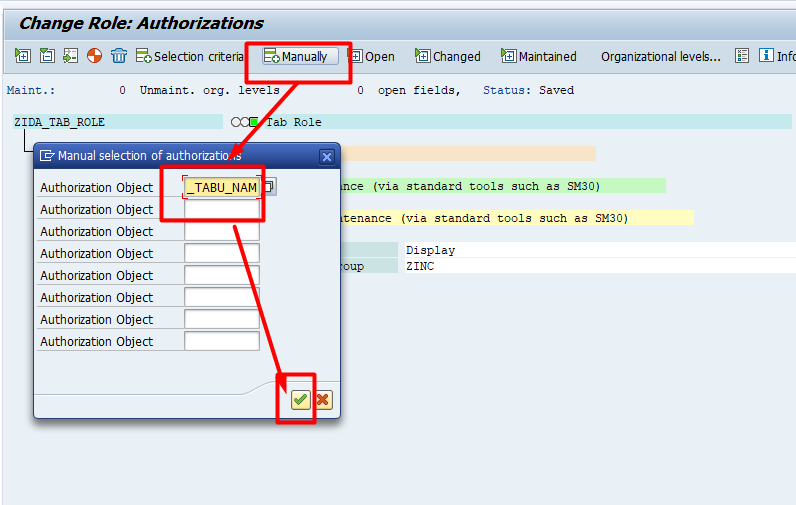 Change Role: Authorizations
Selection criteria Manually Open Changed Maintained Organizational levels... Info
Maint.: 0 Unmaint. org. levels 0 open fields, Status: Saved
ZIDA_TAB_ROLE Tab Role
Manual selection of authorizations
Authorization Object _TABU_NAM
nance (via standard tools such as SM30)
Authorization Object
Authorization Object
ntenance (via standard tools such as SM30)
Authorization Object
Display
Authorization Object
roup ZINC
Authorization Object
Authorization Object
Authorization Object